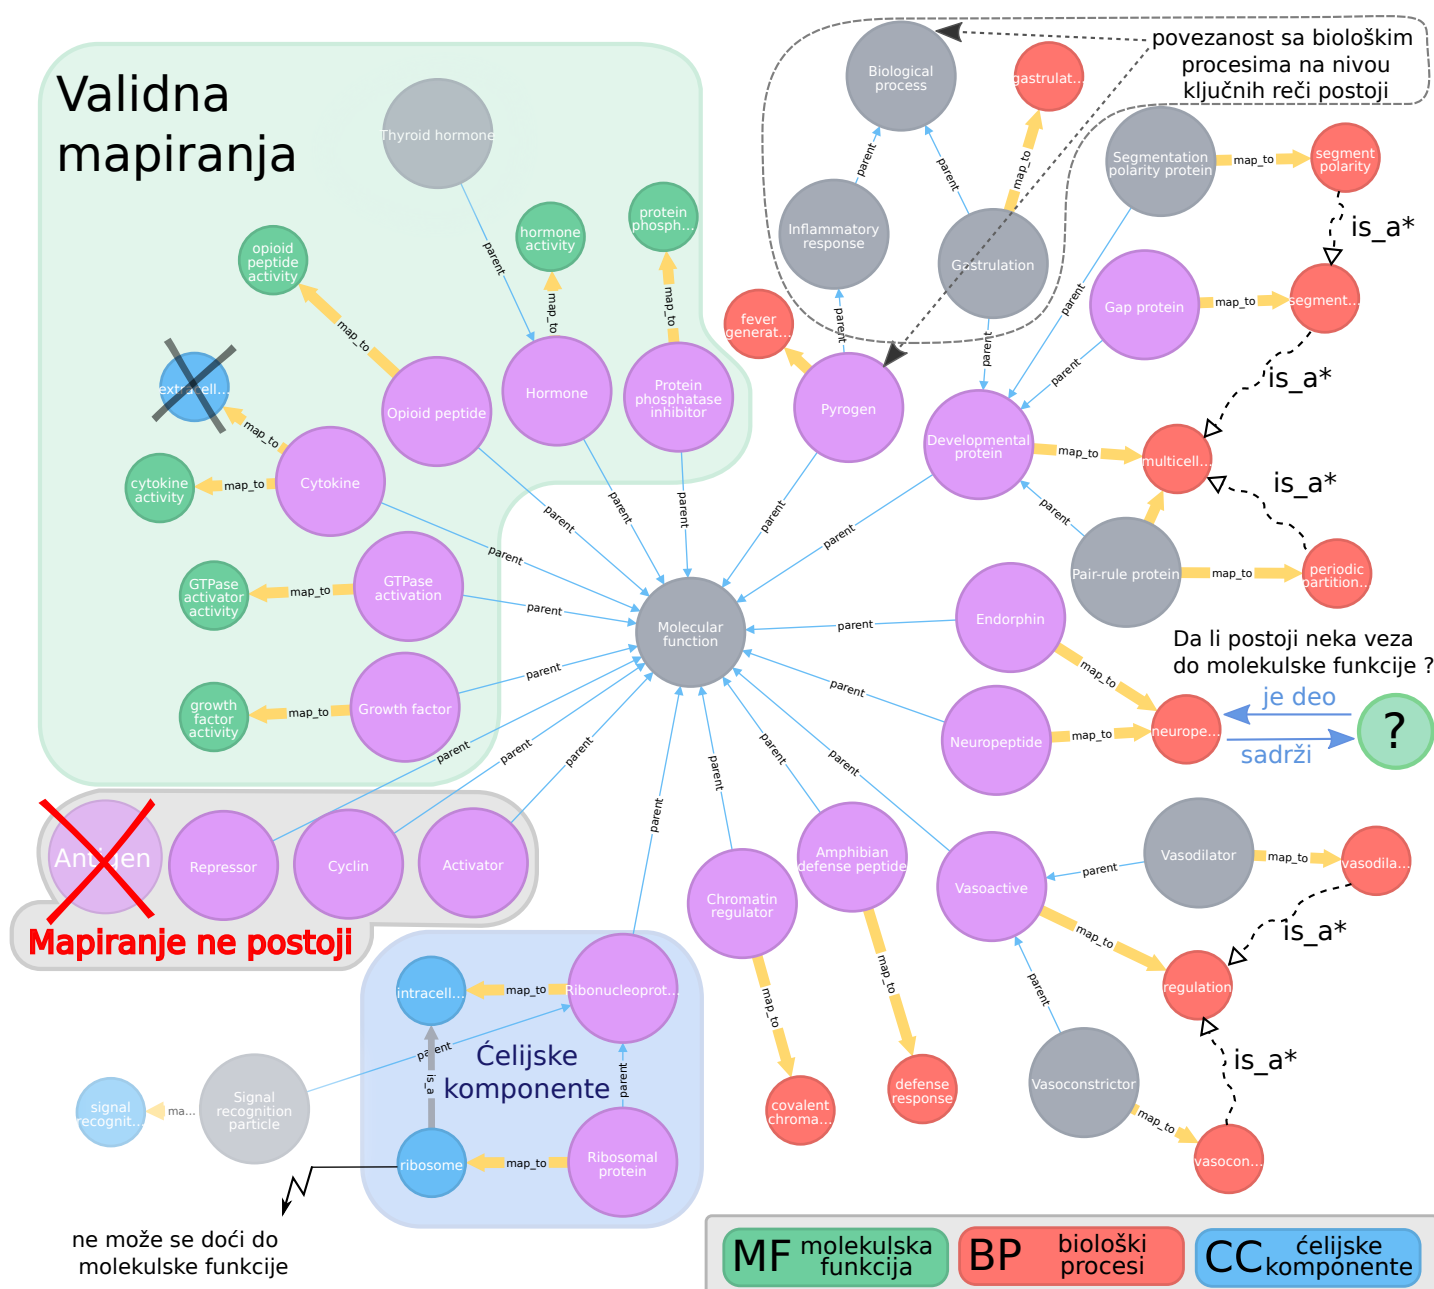 Validna
mapiranja
Thyroid hormone
parent
opioid
peptide
activity
hormone
activity
protein
phosph...
map_to
map_to
map_to
extracell...
map_to
Opioid peptide
Hormone
Protein
phosphatase
inhibitor
cytokine
activity
map_to
Cytokine
parent
parent
parent
parent
GTPase
activator
activity
map_to
GTPase
activation
parent
growth
factor
activity
map_to
Growth factor
parent
Biological
process
gastrulat...
povezanost sa biološkim
procesima na nivou
ključnih reči postoji
parent
parent
map_to
Inflammatory
response
Gastrulation
parent
parent
fever
generat...
Pyrogen
parent
Segmentation
polarity protein
map_to
segment
polarity
is_a*
parent
Gap protein
map_to
segment...
parent
is_a*
Developmental
protein
map_to
multicell...
parent
is_a*
parent
Pair-rule protein
map_to
periodic
partition...
Molecular
function
parent
Endorphin
map_to
Da li postoji neka veza
do molekulske funkcije ?
je deo
?
sadrži
parent
Neuropeptide
map_to
neurope...
parent
parent
parent
parent
parent
parent
parent
Antigen
Repressor
Cyclin
Activator
Mapiranje ne postoji
Chromatin
regulator
map_to
covalent
chroma...
Amphibian
defense peptide
map_to
defense
response
Vasoactive
parent
Vasodilator
map_to
vasodila...
is_a*
map_to
regulation
parent
is_a*
Vasoconstrictor
map_to
vasocon...
intracell...
map_to
Ribonucleoprot...
parent
Ćelijske
komponente
is_a
parent
signal
recognit...
ma...
Signal
recognition
particle
ribosome
map_to
Ribosomal
protein
ne može se doći do
molekulske funkcije
MF molekulska
funkcija
BP biološki
procesi
CC ćelijske
komponente